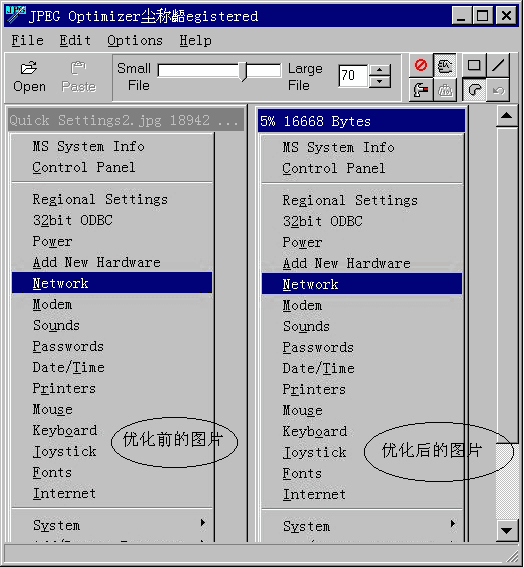 JPEG Optimizer尘称龉egistered
File Edit Options Help
Open Paste Small File Large File 70
Quick Settings2.jpg 18942 ...
MS System Info
Control Panel
Regional Settings
32bit ODBC
Power
Add New Hardware
Network
Modem
Sounds
Passwords
Date/Time
Printers
Mouse
Keyboard
优化前的图片
Joystick
Fonts
Internet
System
5% 16668 Bytes
MS System Info
Control Panel
Regional Settings
32bit ODBC
Power
Add New Hardware
Network
Modem
Sounds
Passwords
Date/Time
Printers
Mouse
Keyboard
优化后的图片
Joystick
Fonts
Internet
System